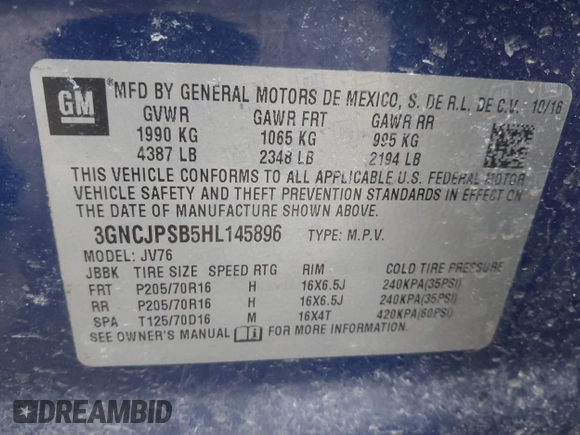 GM
MFD BY GENERAL MOTORS DE MEXICO, S. DE R.L. DE C.V. 10/16
GVWR GAWR FRT GAWR RR
1990 KG 1065 KG 995 KG
4387 LB 2348 LB 2194 LB
THIS VEHICLE CONFORMS TO ALL APPLICABLE U.S. FEDERAL MOTOR
VEHICLE SAFETY AND THEFT PREVENTION STANDARDS IN EFFECT ON
THE DATE OF MANUFACTURE SHOWN ABOVE.
3GNCJPSB5HL145896 TYPE: M.P.V.
MODEL: JV76
JBBK TIRE SIZE SPEED RTG RIM COLD TIRE PRESSURE
FRT P205/70R16 H 16X6.5J 240KPA(35PSI)
RR P205/70R16 H 16X6.5J 240KPA(35PSI)
SPA T125/70D16 M 16X4T 420KPA(60PSI)
SEE OWNER'S MANUAL i FOR MORE INFORMATION.
DREAMBID